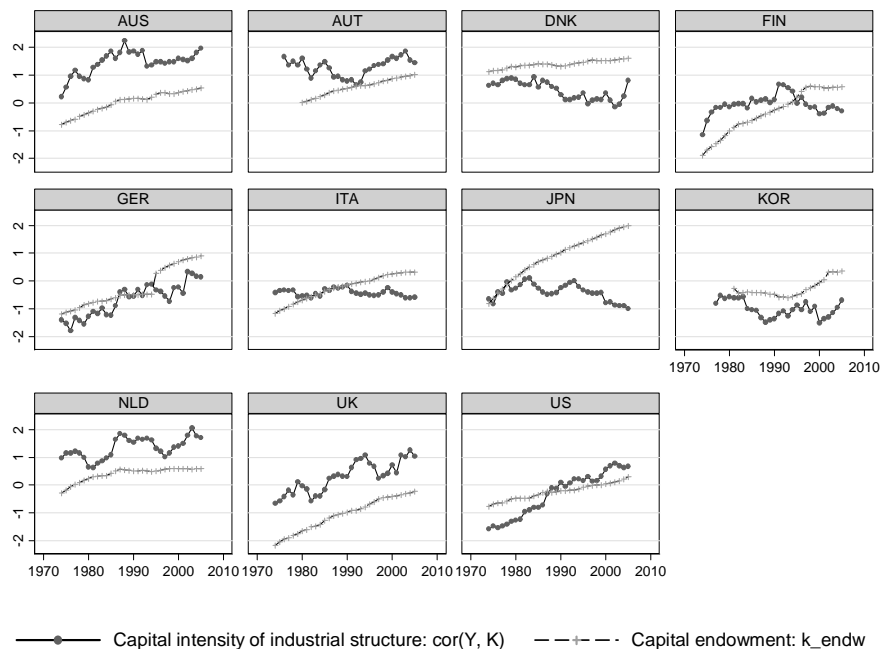 AUS AUT DNK FIN
2
1
0
-1
-2
GER ITA JPN KOR
2
1
0
-1
-2
1970 1980 1990 2000 2010
NLD UK US
2
1
0
-1
-2
1970 1980 1990 2000 2010 1970 1980 1990 2000 2010 1970 1980 1990 2000 2010
Capital intensity of industrial structure: cor(Y, K) Capital endowment: k_endw